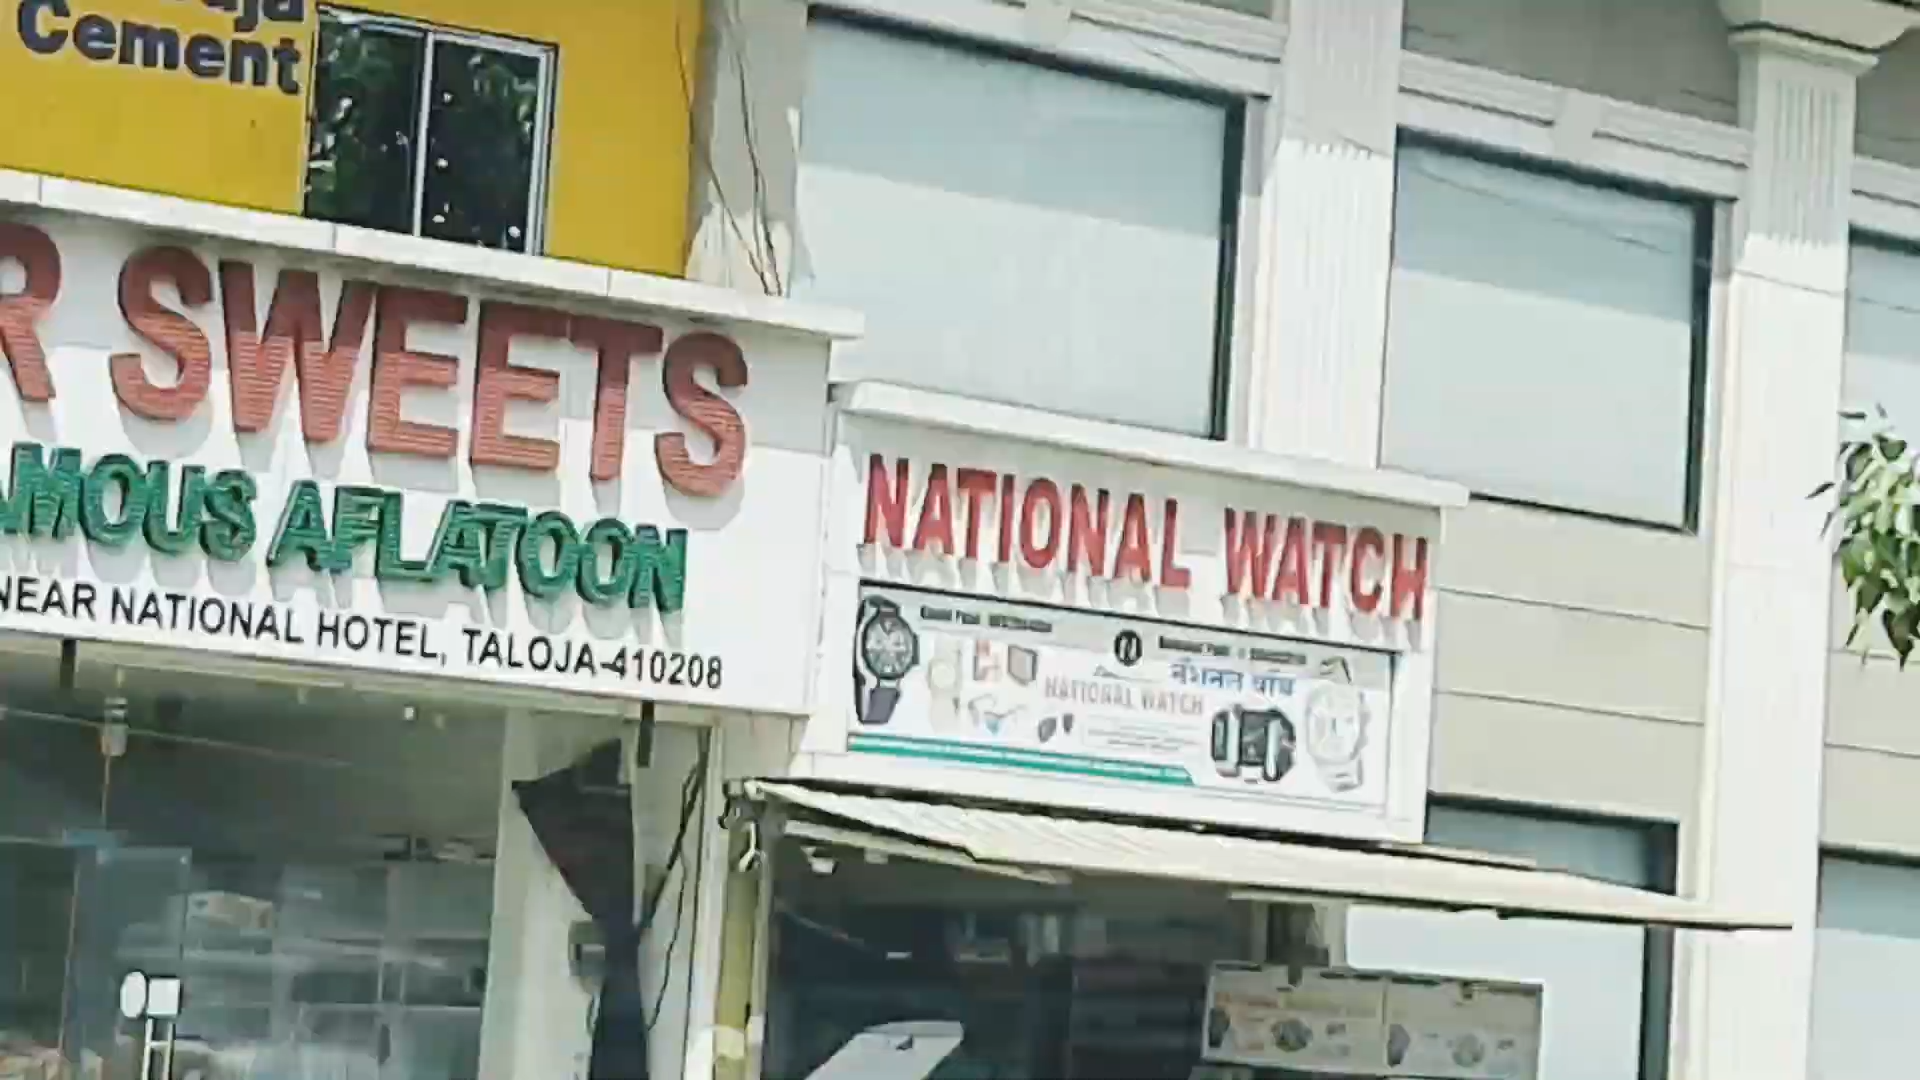 Cement
R SWEETS
AMOUS AFLATOON
NEAR NATIONAL HOTEL, TALOJA-410208
NATIONAL WATCH
नॅशनल वॉच
NATIONAL WATCH